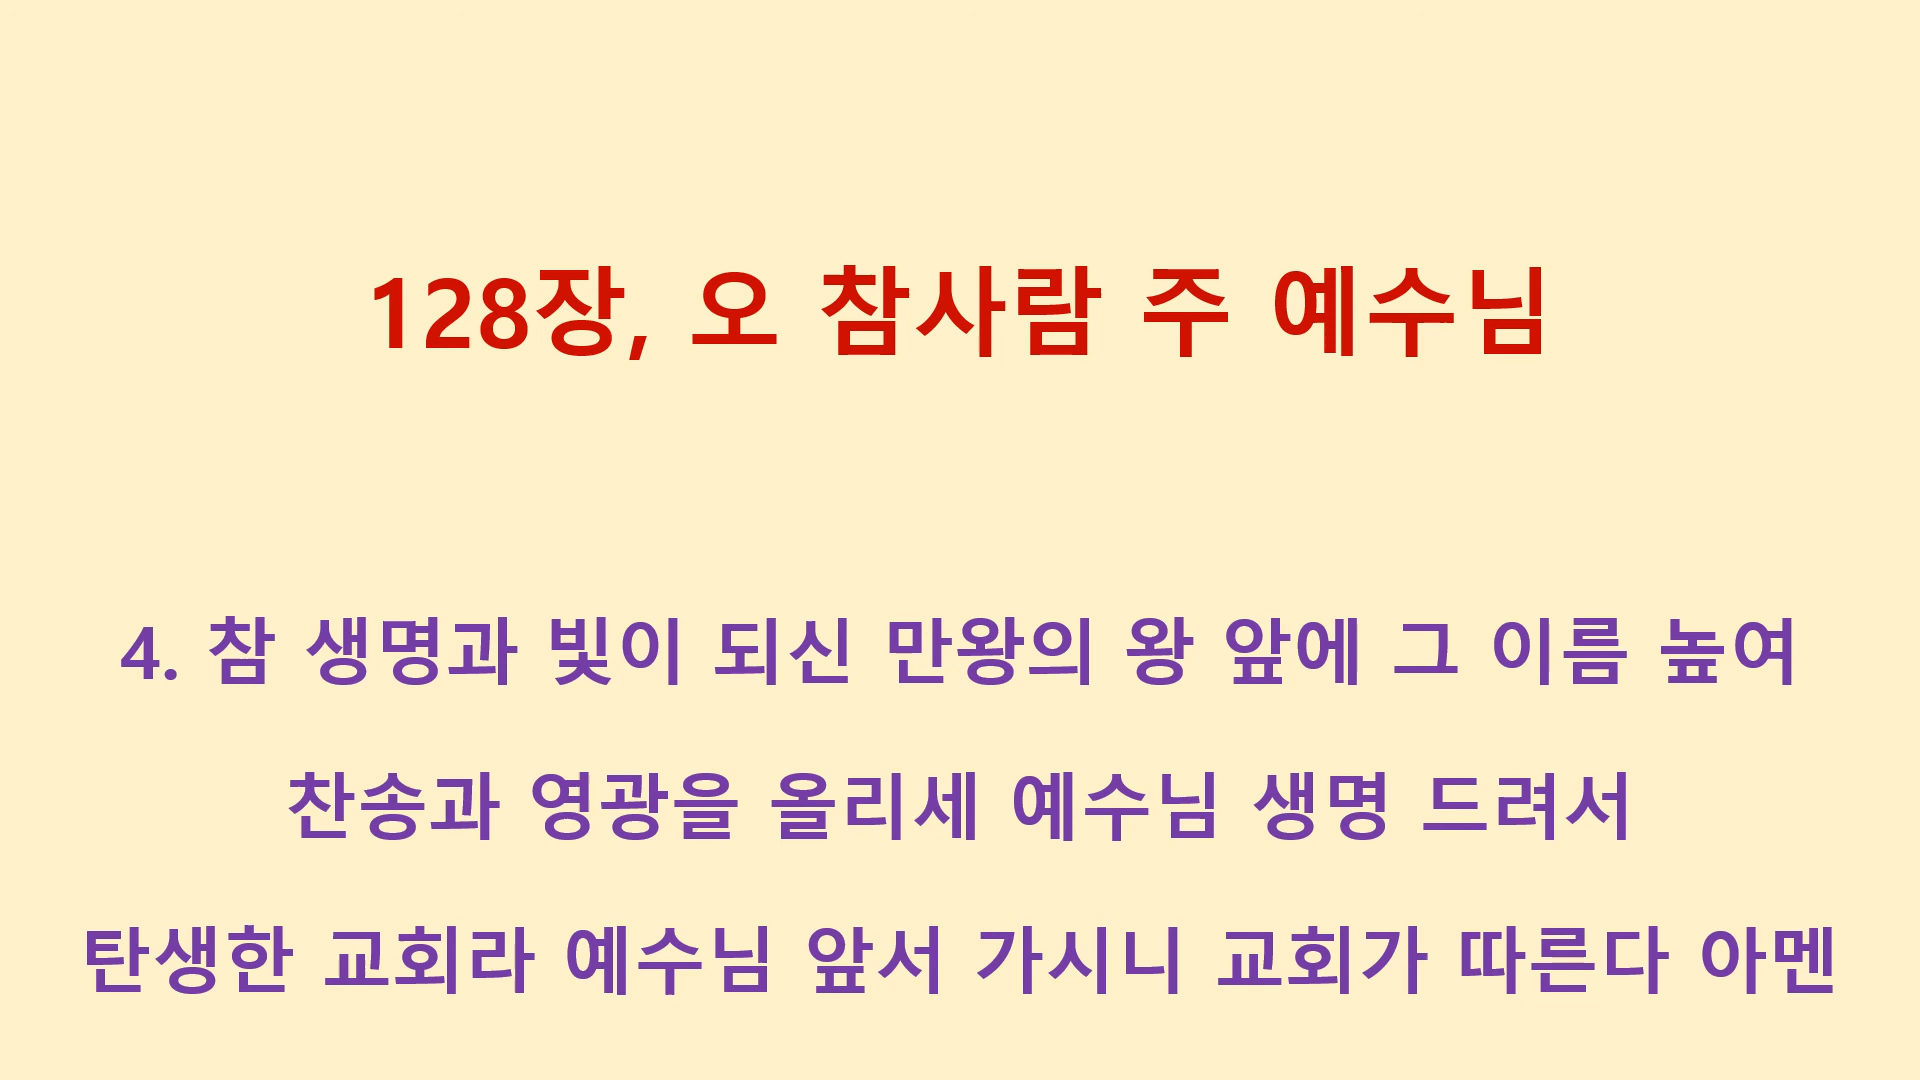 128장, 오 참사람 주 예수님
4. 참 생명과 빛이 되신 만왕의 왕 앞에 그 이름 높여
찬송과 영광을 올리세 예수님 생명 드려서
탄생한 교회라 예수님 앞서 가시니 교회가 따른다 아멘